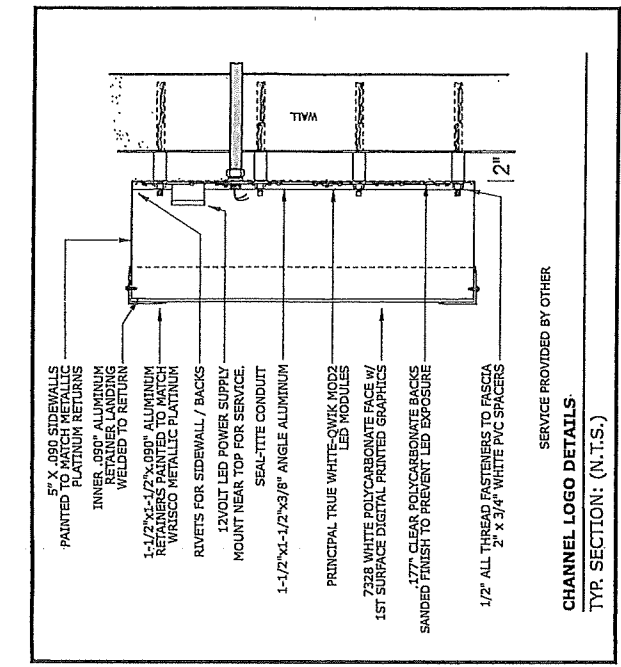 5" X .090 SIDEWALLS
PAINTED TO MATCH METALLIC
PLATINUM RETURNS
INNER .090" ALUMINUM
RETAINER LANDING
WELDED TO RETURN
1-1/2"x1-1/2"x.090" ALUMINUM
RETAINERS PAINTED TO MATCH
WRISCO METALLIC PLATINUM
RIVETS FOR SIDEWALL / BACKS
12VOLT LED POWER SUPPLY
MOUNT NEAR TOP FOR SERVICE.
SEAL-TITE CONDUIT
1-1/2"x1-1/2"x3/8" ANGLE ALUMINUM
PRINCIPAL TRUE WHITE-QWIK MOD2
LED MODULES
7328 WHITE POLYCARBONATE FACE w/
1ST SURFACE DIGITAL PRINTED GRAPHICS
.177" CLEAR POLYCARBONATE BACKS
SANDED FINISH TO PREVENT LED EXPOSURE
1/2" ALL THREAD FASTENERS TO FASCIA
2" x 3/4" WHITE PVC SPACERS
WALL
2"
SERVICE PROVIDED BY OTHER
CHANNEL LOGO DETAILS
TYP. SECTION: (N.T.S.)